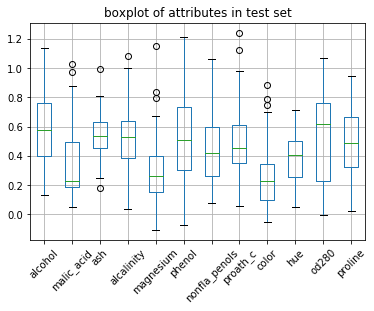 boxplot of attributes in test set
1.2
1.0
0.8
0.6
0.4
0.2
0.0
alcohol
malic_acid
ash
alcalinity
magnesium
phenol
nonfla_penols
proath_c
color
hue
od280
proline